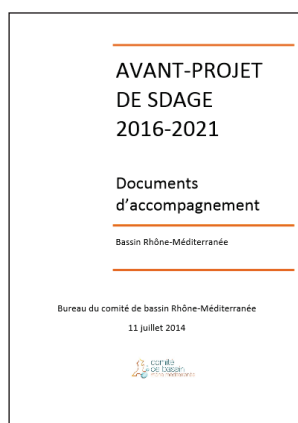 AVANT-PROJET
DE SDAGE
2016-2021
Documents
d'accompagnement
Bassin Rhône-Méditerranée
Bureau du comité de bassin Rhône-Méditerranée
11 juillet 2014
comité
de bassin